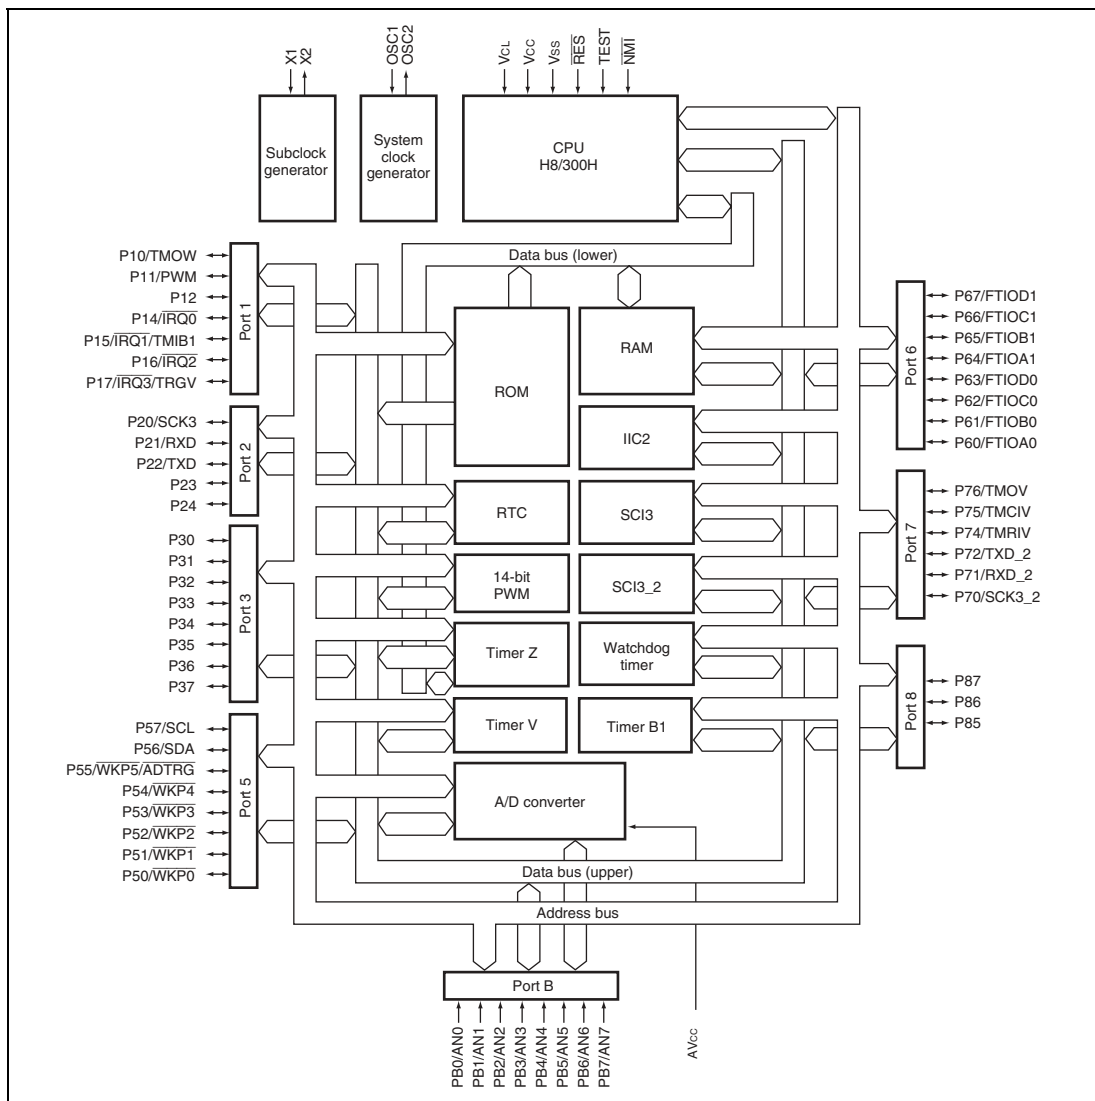 X1
X2
OSC1
OSC2
VCL
VCC
VSS
RES
TEST
NMI
Subclock
generator
System
clock
generator
CPU
H8/300H
Data bus (lower)
P10/TMOW
P11/PWM
P12
P14/IRQ0
P15/IRQ1/TMIB1
P16/IRQ2
P17/IRQ3/TRGV
Port 1
P20/SCK3
P21/RXD
P22/TXD
P23
P24
Port 2
P30
P31
P32
P33
P34
P35
P36
P37
Port 3
P57/SCL
P56/SDA
P55/WKP5/ADTRG
P54/WKP4
P53/WKP3
P52/WKP2
P51/WKP1
P50/WKP0
Port 5
ROM
RAM
IIC2
RTC
SCI3
14-bit
PWM
SCI3_2
Timer Z
Watchdog
timer
Timer V
Timer B1
A/D converter
Port 6
P67/FTIOD1
P66/FTIOC1
P65/FTIOB1
P64/FTIOA1
P63/FTIOD0
P62/FTIOC0
P61/FTIOB0
P60/FTIOA0
Port 7
P76/TMOV
P75/TMCIV
P74/TMRIV
P72/TXD_2
P71/RXD_2
P70/SCK3_2
Port 8
P87
P86
P85
Data bus (upper)
Address bus
Port B
PB0/AN0
PB1/AN1
PB2/AN2
PB3/AN3
PB4/AN4
PB5/AN5
PB6/AN6
PB7/AN7
AVCC